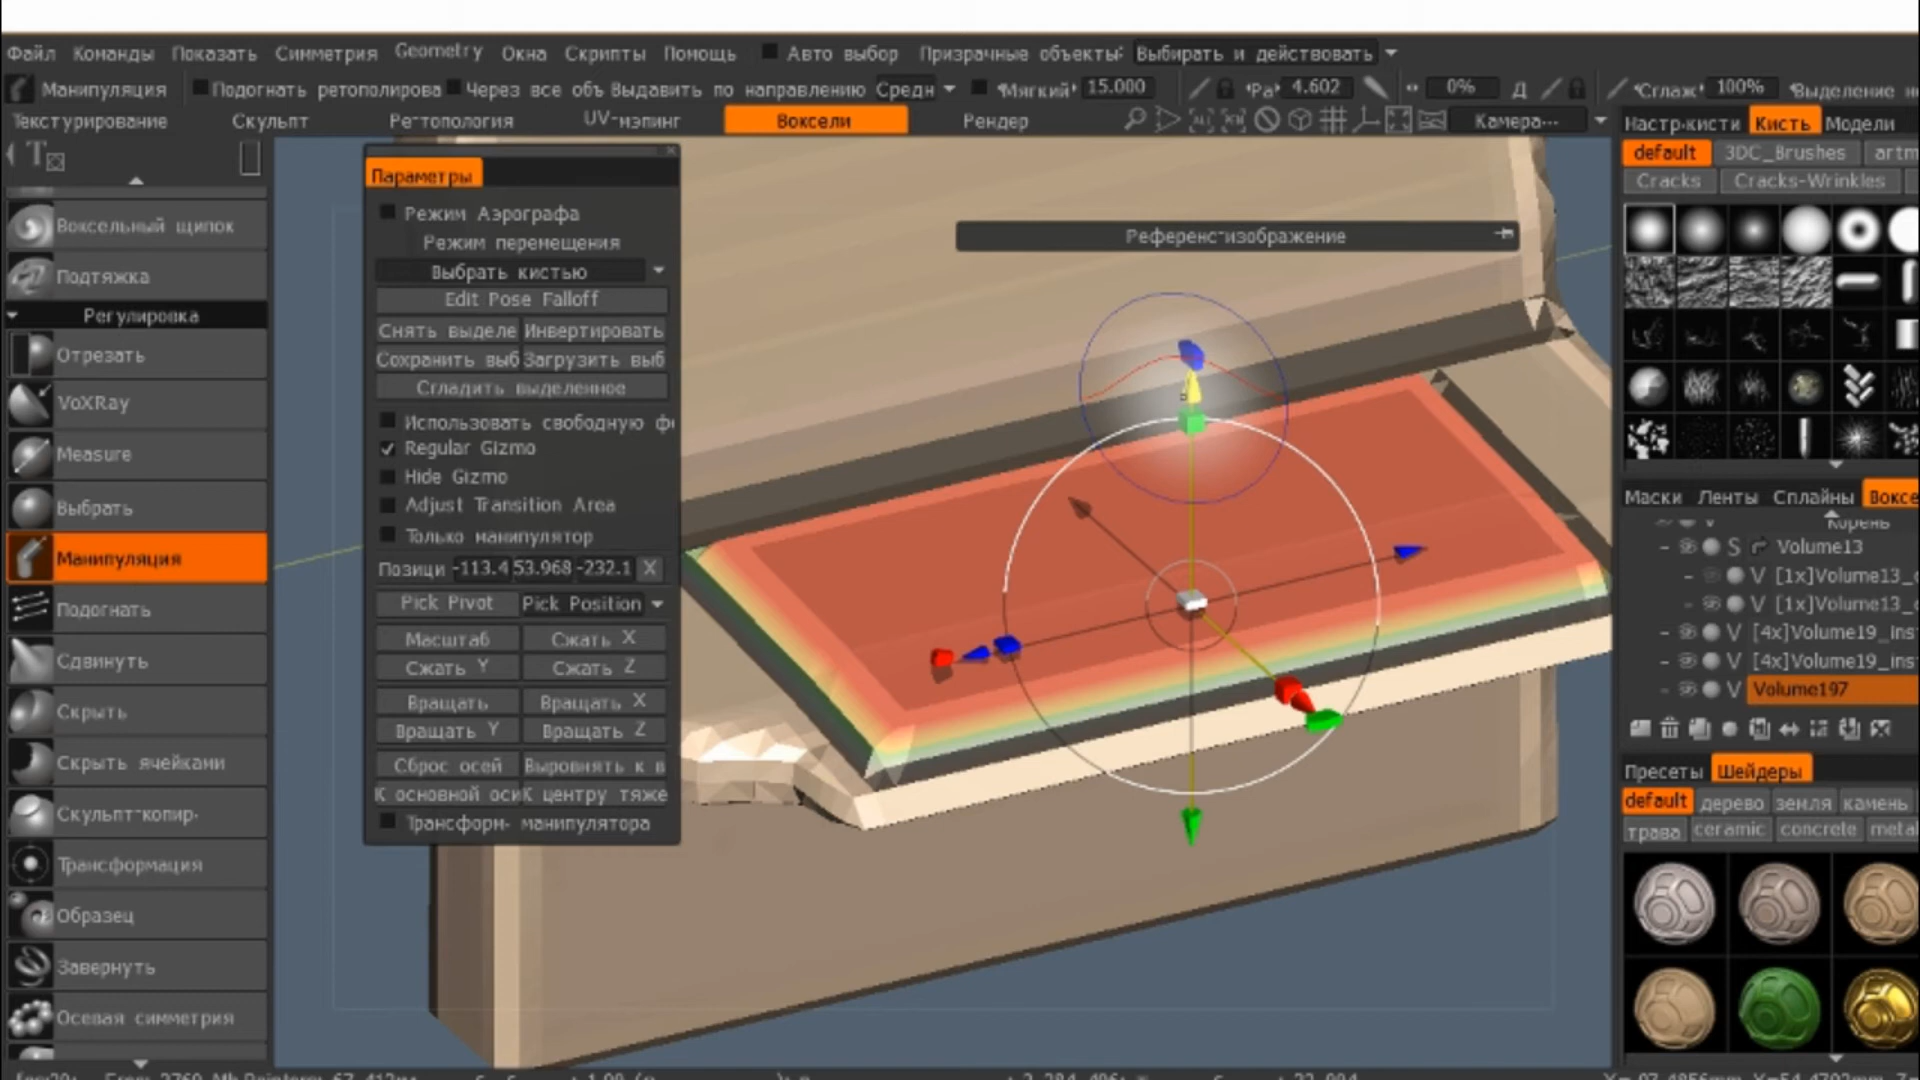 Файл Команды Показать Симметрия Geometry Окна Скрипты Помощь Авто выбор Призрачные объекты: Выбирать и действовать
Манипуляция Подогнать ретополирова Через все объ Выдавить по направлению Средн Мягкий 15.000 Ра 4.602 0% Д Сглаж 100% Выделение
Текстурирование Скульпт Ретопология UV-мэпинг Воксели Рендер Камера...
Воксельный щипок
Подтяжка
Регулировка
Отрезать
VoXRay
Measure
Выбрать
Манипуляция
Подогнать
Сдвинуть
Скрыть
Скрыть ячейками
Скульпт-копир.
Трансформация
Образец
Завернуть
Осевая симметрия
Параметры
Режим Аэрографа
Режим перемещения
Выбрать кистью
Edit Pose Falloff
Снять выделе Инвертировать
Сохранить выб Загрузить выб
Сгладить выделенное
Использовать свободную ф
Regular Gizmo
Hide Gizmo
Adjust Transition Area
Только манипулятор
Позици -113.4 53.968 -232.1 X
Pick Pivot Pick Position
Масштаб Сжать X
Сжать Y Сжать Z
Вращать Вращать X
Вращать Y Вращать Z
Сброс осей Выровнять к в
К основной оси К центру тяже
Трансформ. манипулятора
Референс-изображение
Настр.кисти Кисть Модели
default 3DC_Brushes artm
Cracks Cracks-Wrinkles
Маски Ленты Сплайны Воксе
Корень
S Volume13
V [1x]Volume13_
V [1x]Volume13_
V [4x]Volume19_ins
V [4x]Volume19_ins
V Volume197
Пресеты Шейдеры
default дерево земля камень
трава ceramic concrete metal